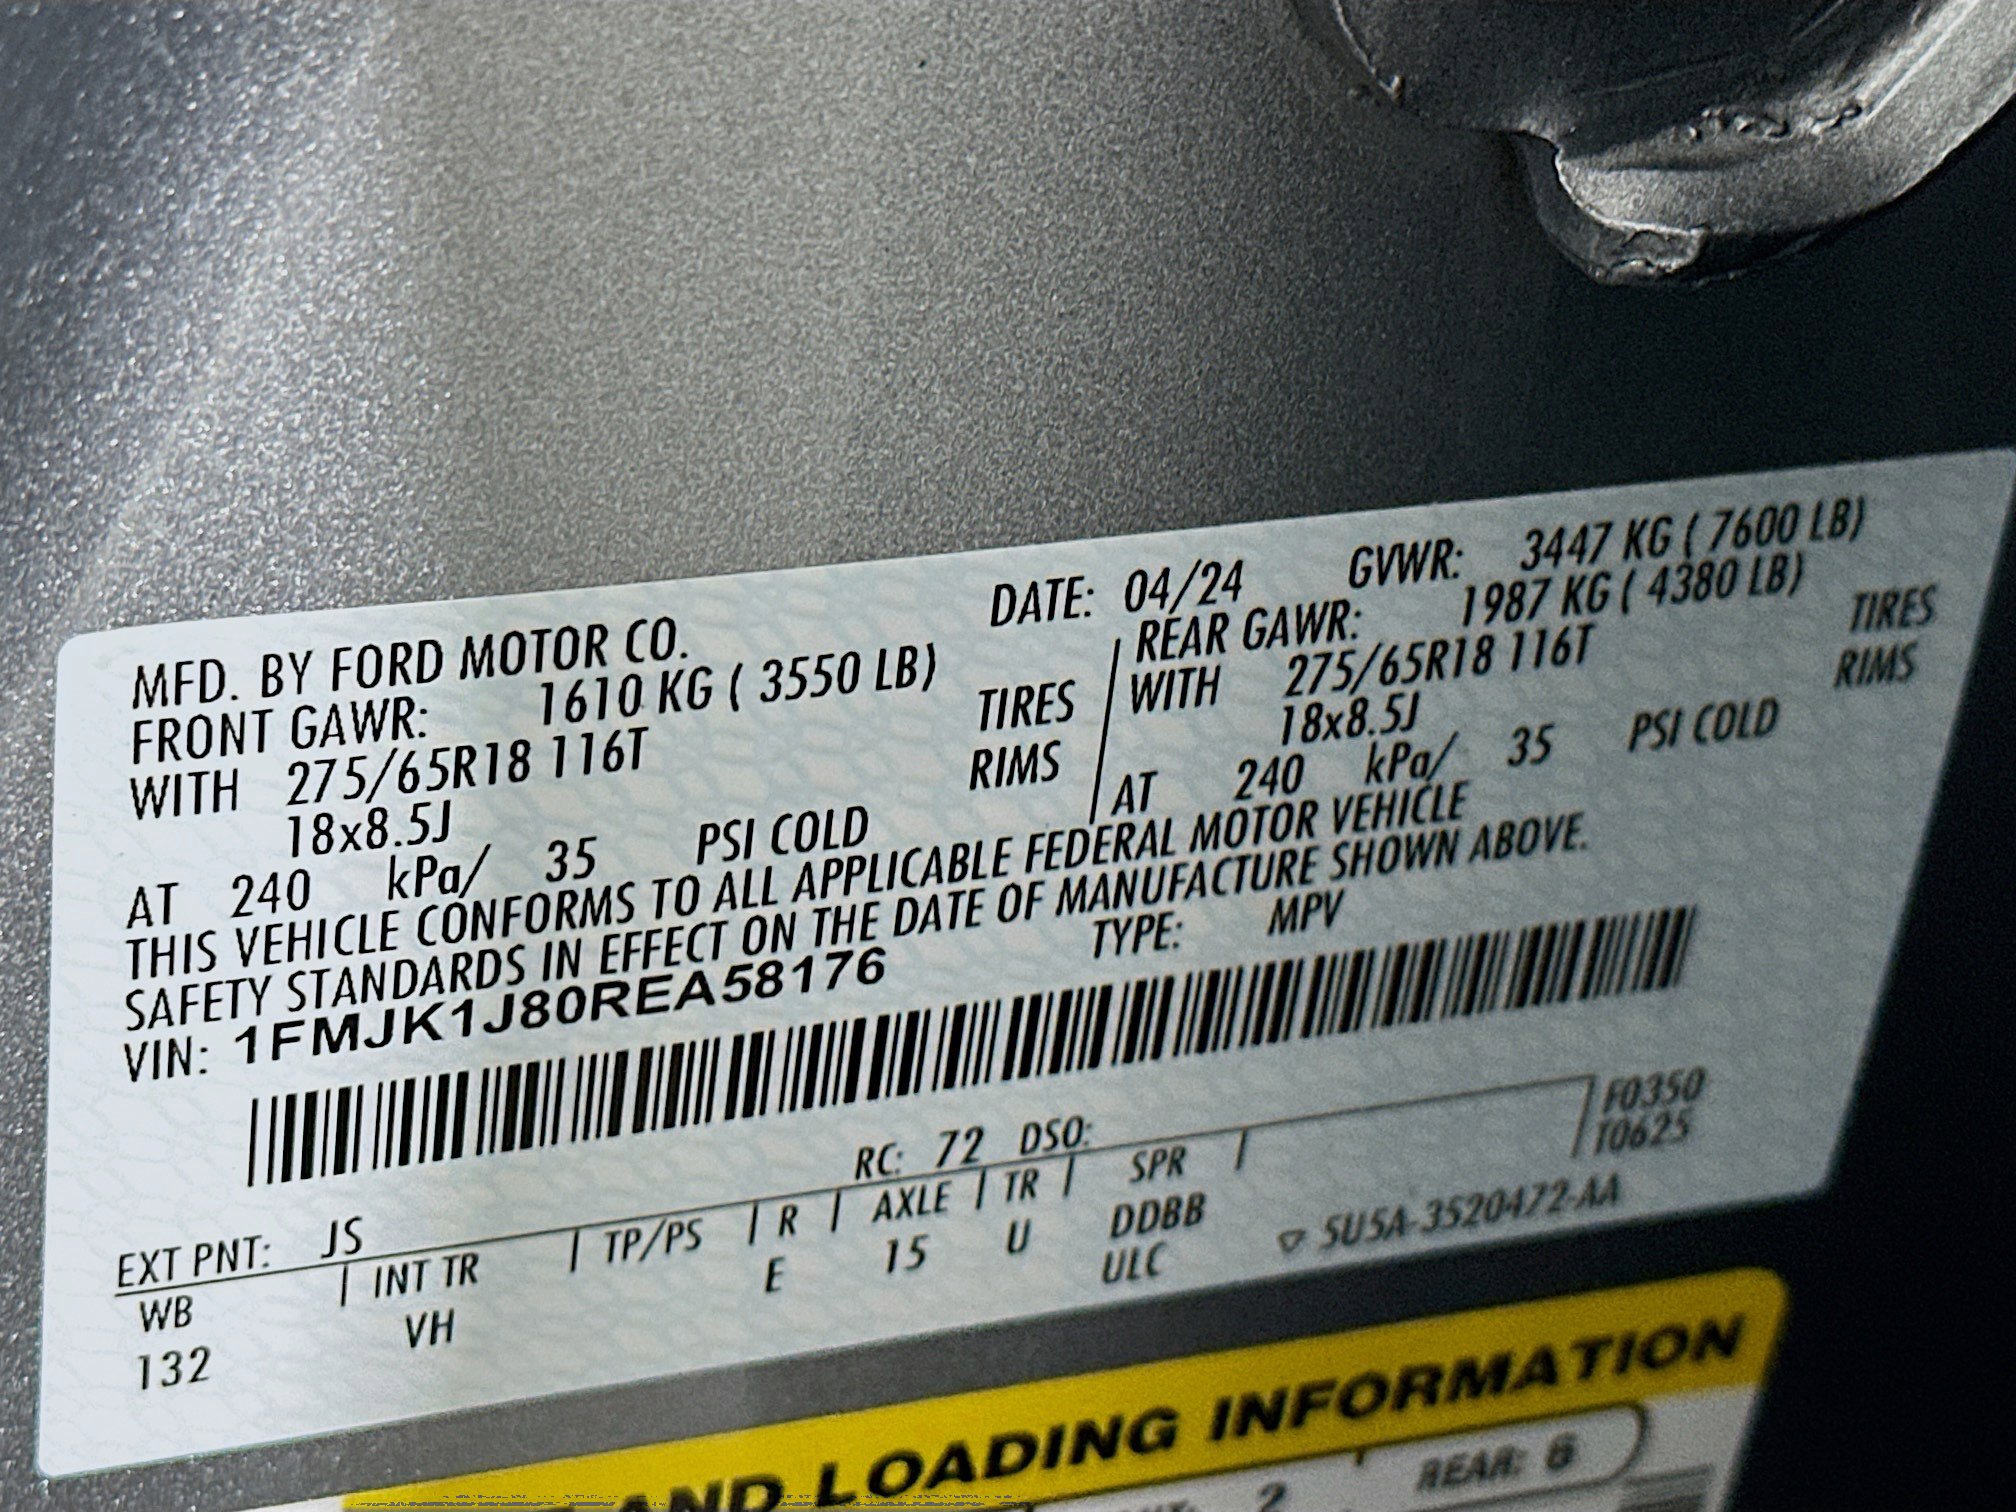 MFD. BY FORD MOTOR CO. DATE: 04/24 GVWR: 3447 KG ( 7600 LB)
FRONT GAWR: 1610 KG ( 3550 LB) REAR GAWR: 1987 KG ( 4380 LB)
WITH 275/65R18 116T TIRES WITH 275/65R18 116T TIRES
18x8.5J RIMS 18x8.5J RIMS
AT 240 kPa/ 35 PSI COLD AT 240 kPa/ 35 PSI COLD
THIS VEHICLE CONFORMS TO ALL APPLICABLE FEDERAL MOTOR VEHICLE
SAFETY STANDARDS IN EFFECT ON THE DATE OF MANUFACTURE SHOWN ABOVE.
VIN: 1FMJK1J80REA58176 TYPE: MPV
F0350
T0625
EXT PNT: JS RC: 72 DSO:
WB | INT TR | TP/PS | R | AXLE | TR | SPR |
132 VH E 15 U DDBB
ULC
▽ 5U5A-3520472-AA
AND LOADING INFORMATION
2 REAR: 6